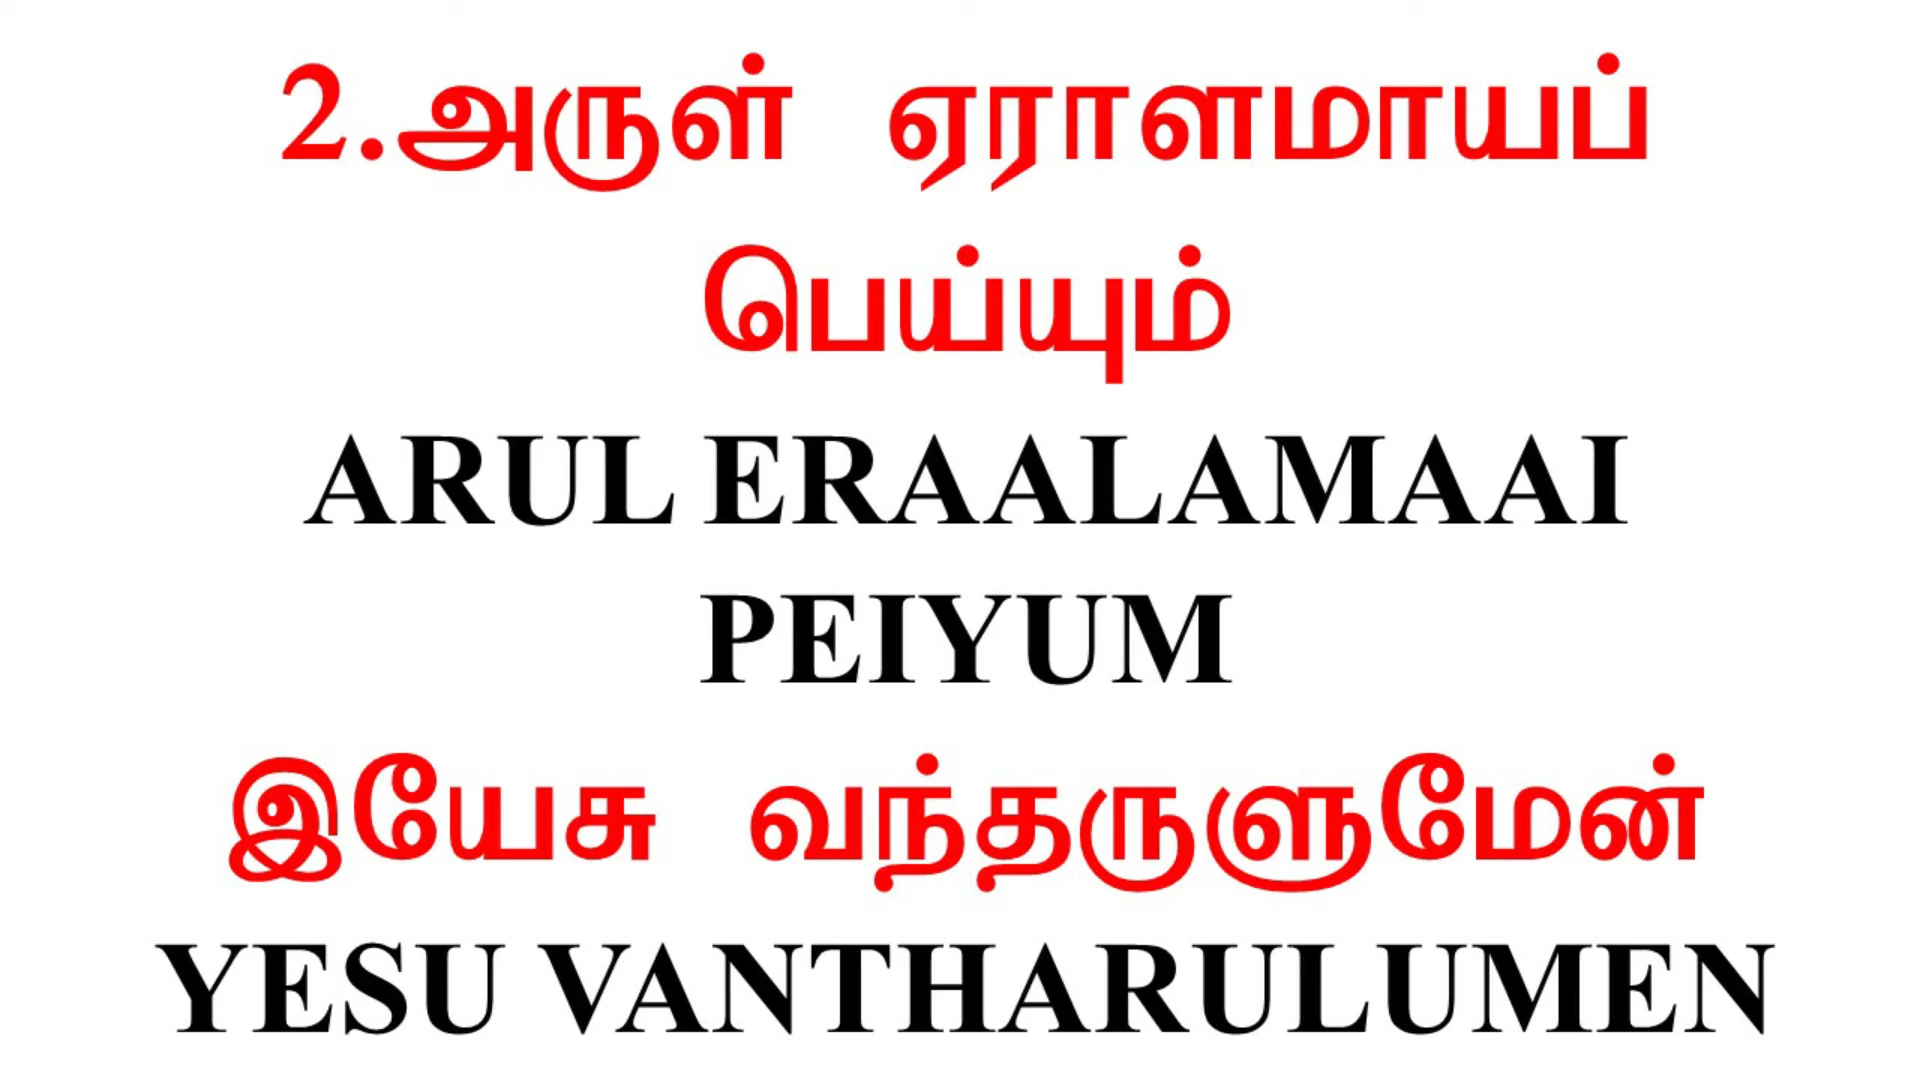 2.அருள் ஏராளமாயப்
பெய்யும்
ARUL ERAALAMAAI
PEIYUM
இயேசு வந்தருளுமேன்
YESU VANTHARULUMEN